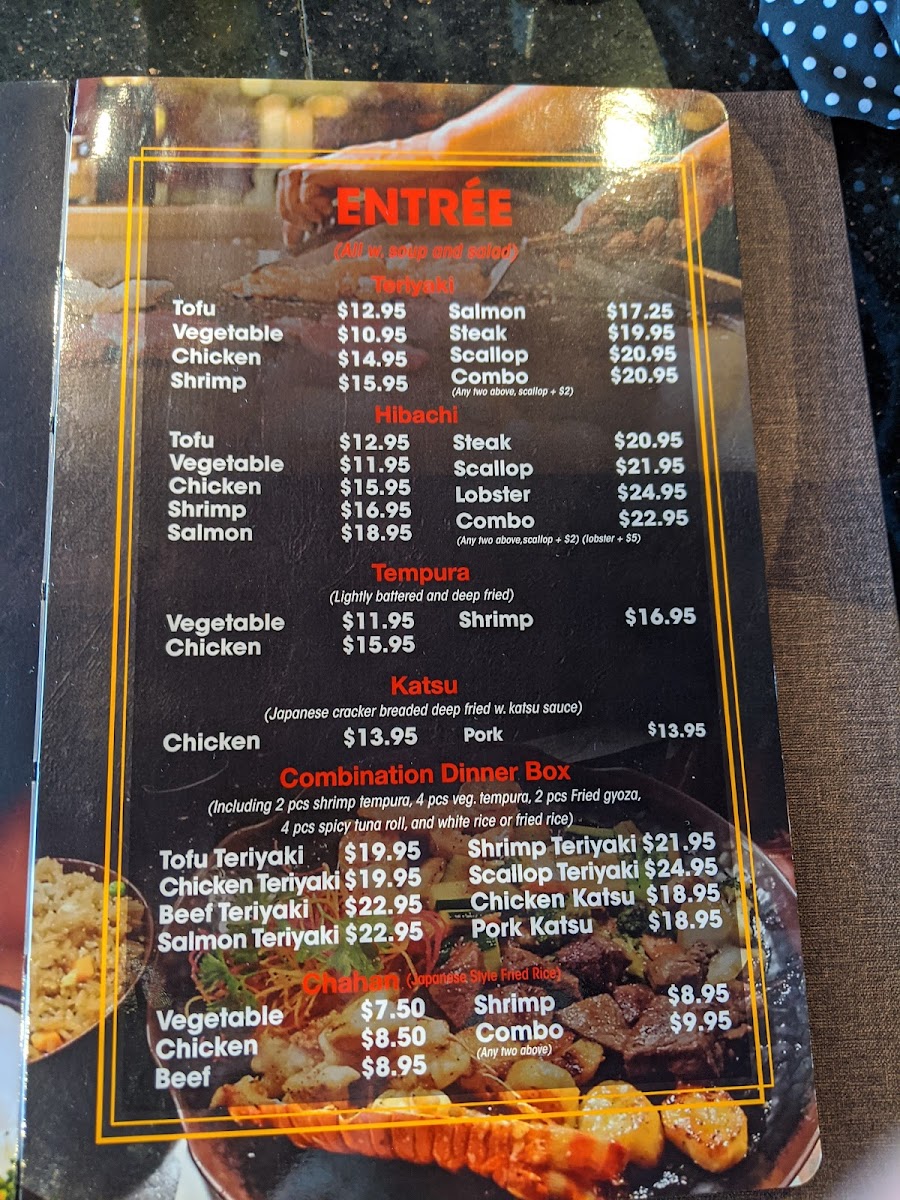 ENTRÉE
(All w. soup and salad)
Teriyaki
Tofu $12.95 Salmon $17.25
Vegetable $10.95 Steak $19.95
Chicken $14.95 Scallop $20.95
Shrimp $15.95 Combo $20.95
(Any two above, scallop + $2)
Hibachi
Tofu $12.95 Steak $20.95
Vegetable $11.95 Scallop $21.95
Chicken $15.95 Lobster $24.95
Shrimp $16.95 Combo $22.95
Salmon $18.95 (Any two above,scallop + $2) (lobster + $5)
Tempura
(Lightly battered and deep fried)
Vegetable $11.95 Shrimp $16.95
Chicken $15.95
Katsu
(Japanese cracker breaded deep fried w. katsu sauce)
Chicken $13.95 Pork $13.95
Combination Dinner Box
(Including 2 pcs shrimp tempura, 4 pcs veg. tempura, 2 pcs Fried gyoza,
4 pcs spicy tuna roll, and white rice or fried rice)
Tofu Teriyaki $19.95 Shrimp Teriyaki $21.95
Chicken Teriyaki $19.95 Scallop Teriyaki $24.95
Beef Teriyaki $22.95 Chicken Katsu $18.95
Salmon Teriyaki $22.95 Pork Katsu $18.95
Chahan (Japanese Style Fried Rice)
Vegetable $7.50 Shrimp $8.95
Chicken $8.50 Combo $9.95
(Any two above)
Beef $8.95